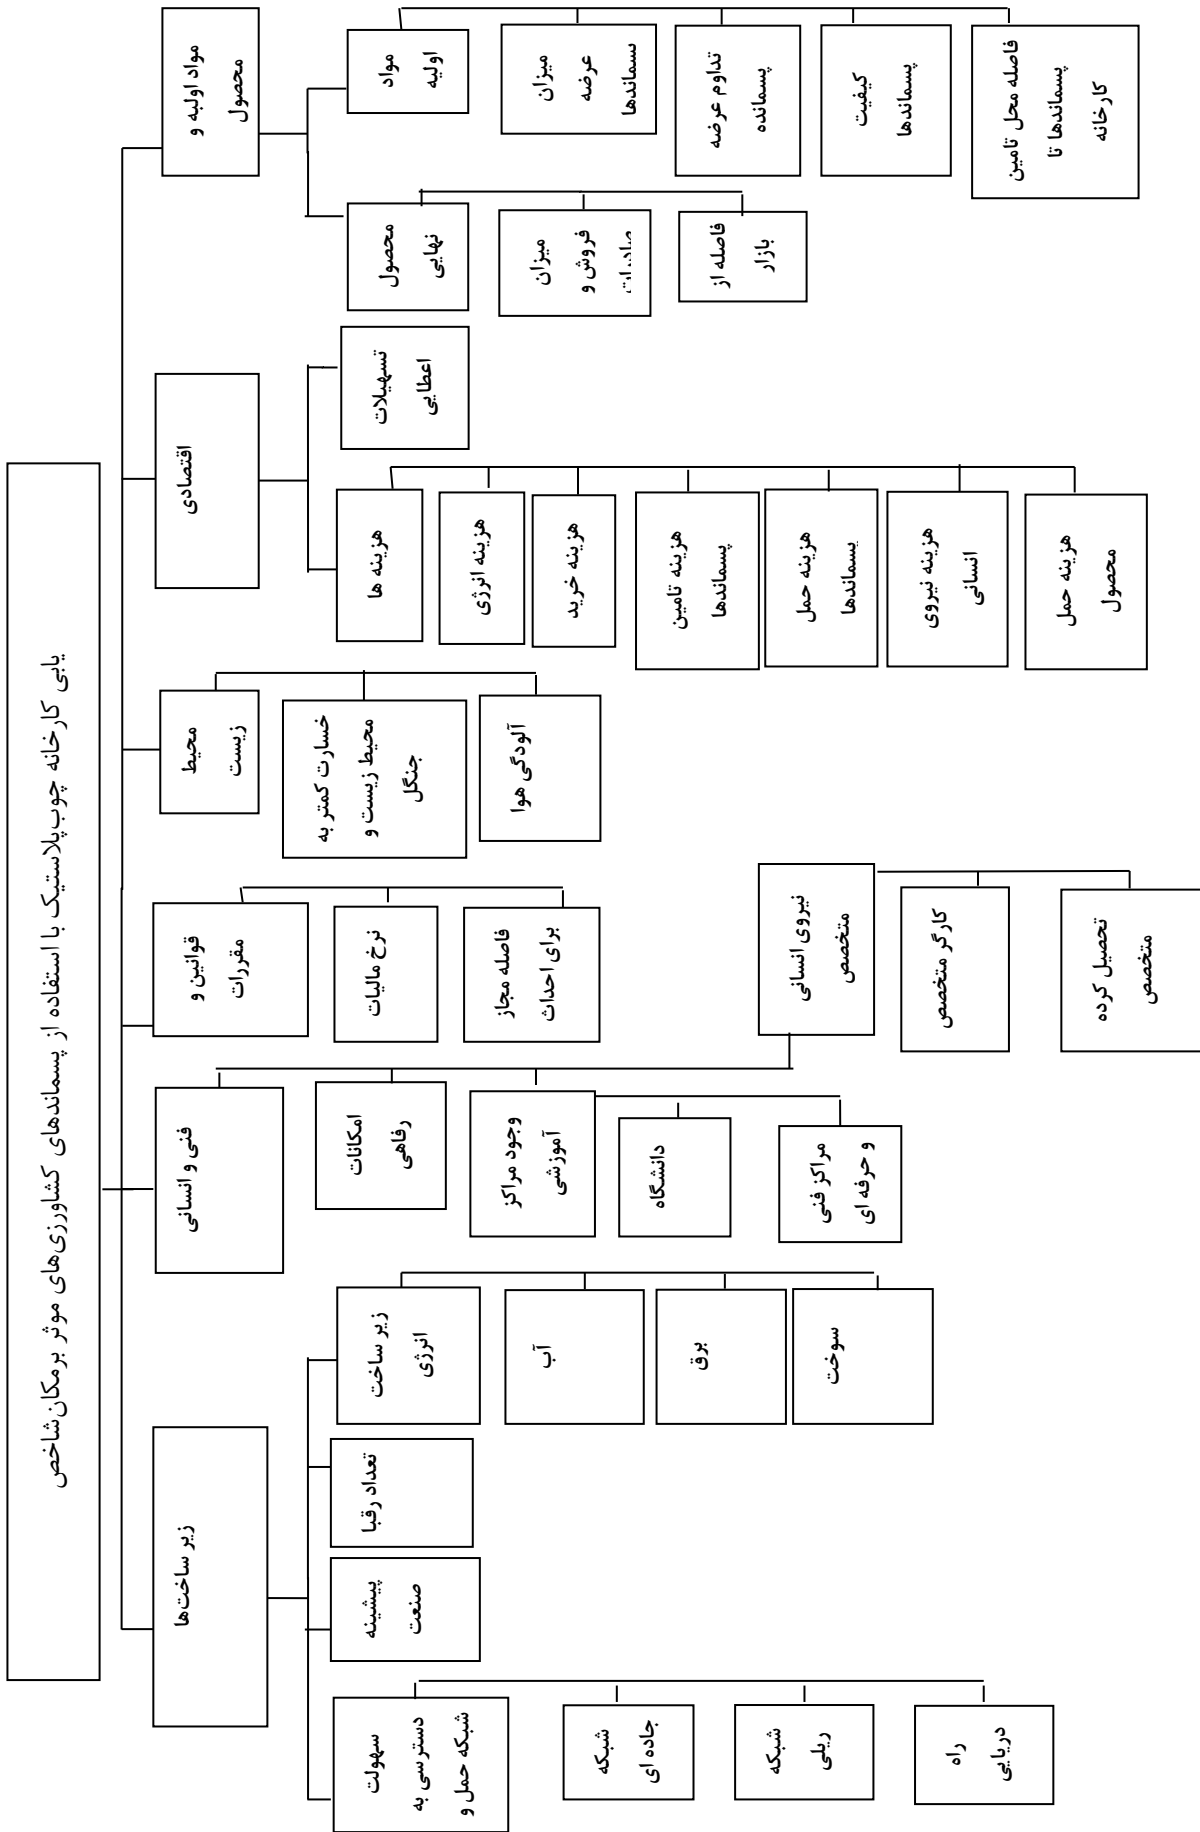 یابی کارخانه چوب‌پلاستیک با استفاده از پسماندهای کشاورزی‌های موثر برمکان‌شاخص
مواد اولیه و
محصول
مواد
اولیه
میزان
عرضه
سماندها
تداوم عرضه
پسمانده
کیفیت
پسماندها
فاصله محل تامین
پسماندها تا
کارخانه
محصول
نهایی
میزان
فروش و
صادرات
فاصله از
بازار
اقتصادی
تسهیلات
اعطایی
هزینه ها
هزینه انرژی
هزینه خرید
هزینه تامین
پسماندها
هزینه حمل
پسماندها
هزینه نیروی
انسانی
هزینه حمل
محصول
محیط
زیست
خسارت کمتر به
محیط زیست و
جنگل
آلودگی هوا
قوانین و
مقررات
نرخ مالیات
فاصله مجاز
برای احداث
فنی و انسانی
نیروی انسانی
متخصص
کارگر متخصص
تحصیل کرده
متخصص
امکانات
رفاهی
وجود مراکز
آموزشی
دانشگاه
مراکز فنی
و حرفه ای
زیر ساخت‌ها
زیر ساخت
انرژی
آب
برق
سوخت
تعداد رقبا
پیشینه
صنعت
سهولت
دسترسی به
شبکه حمل و
شبکه
جاده ای
شبکه
ریلی
راه
دریایی